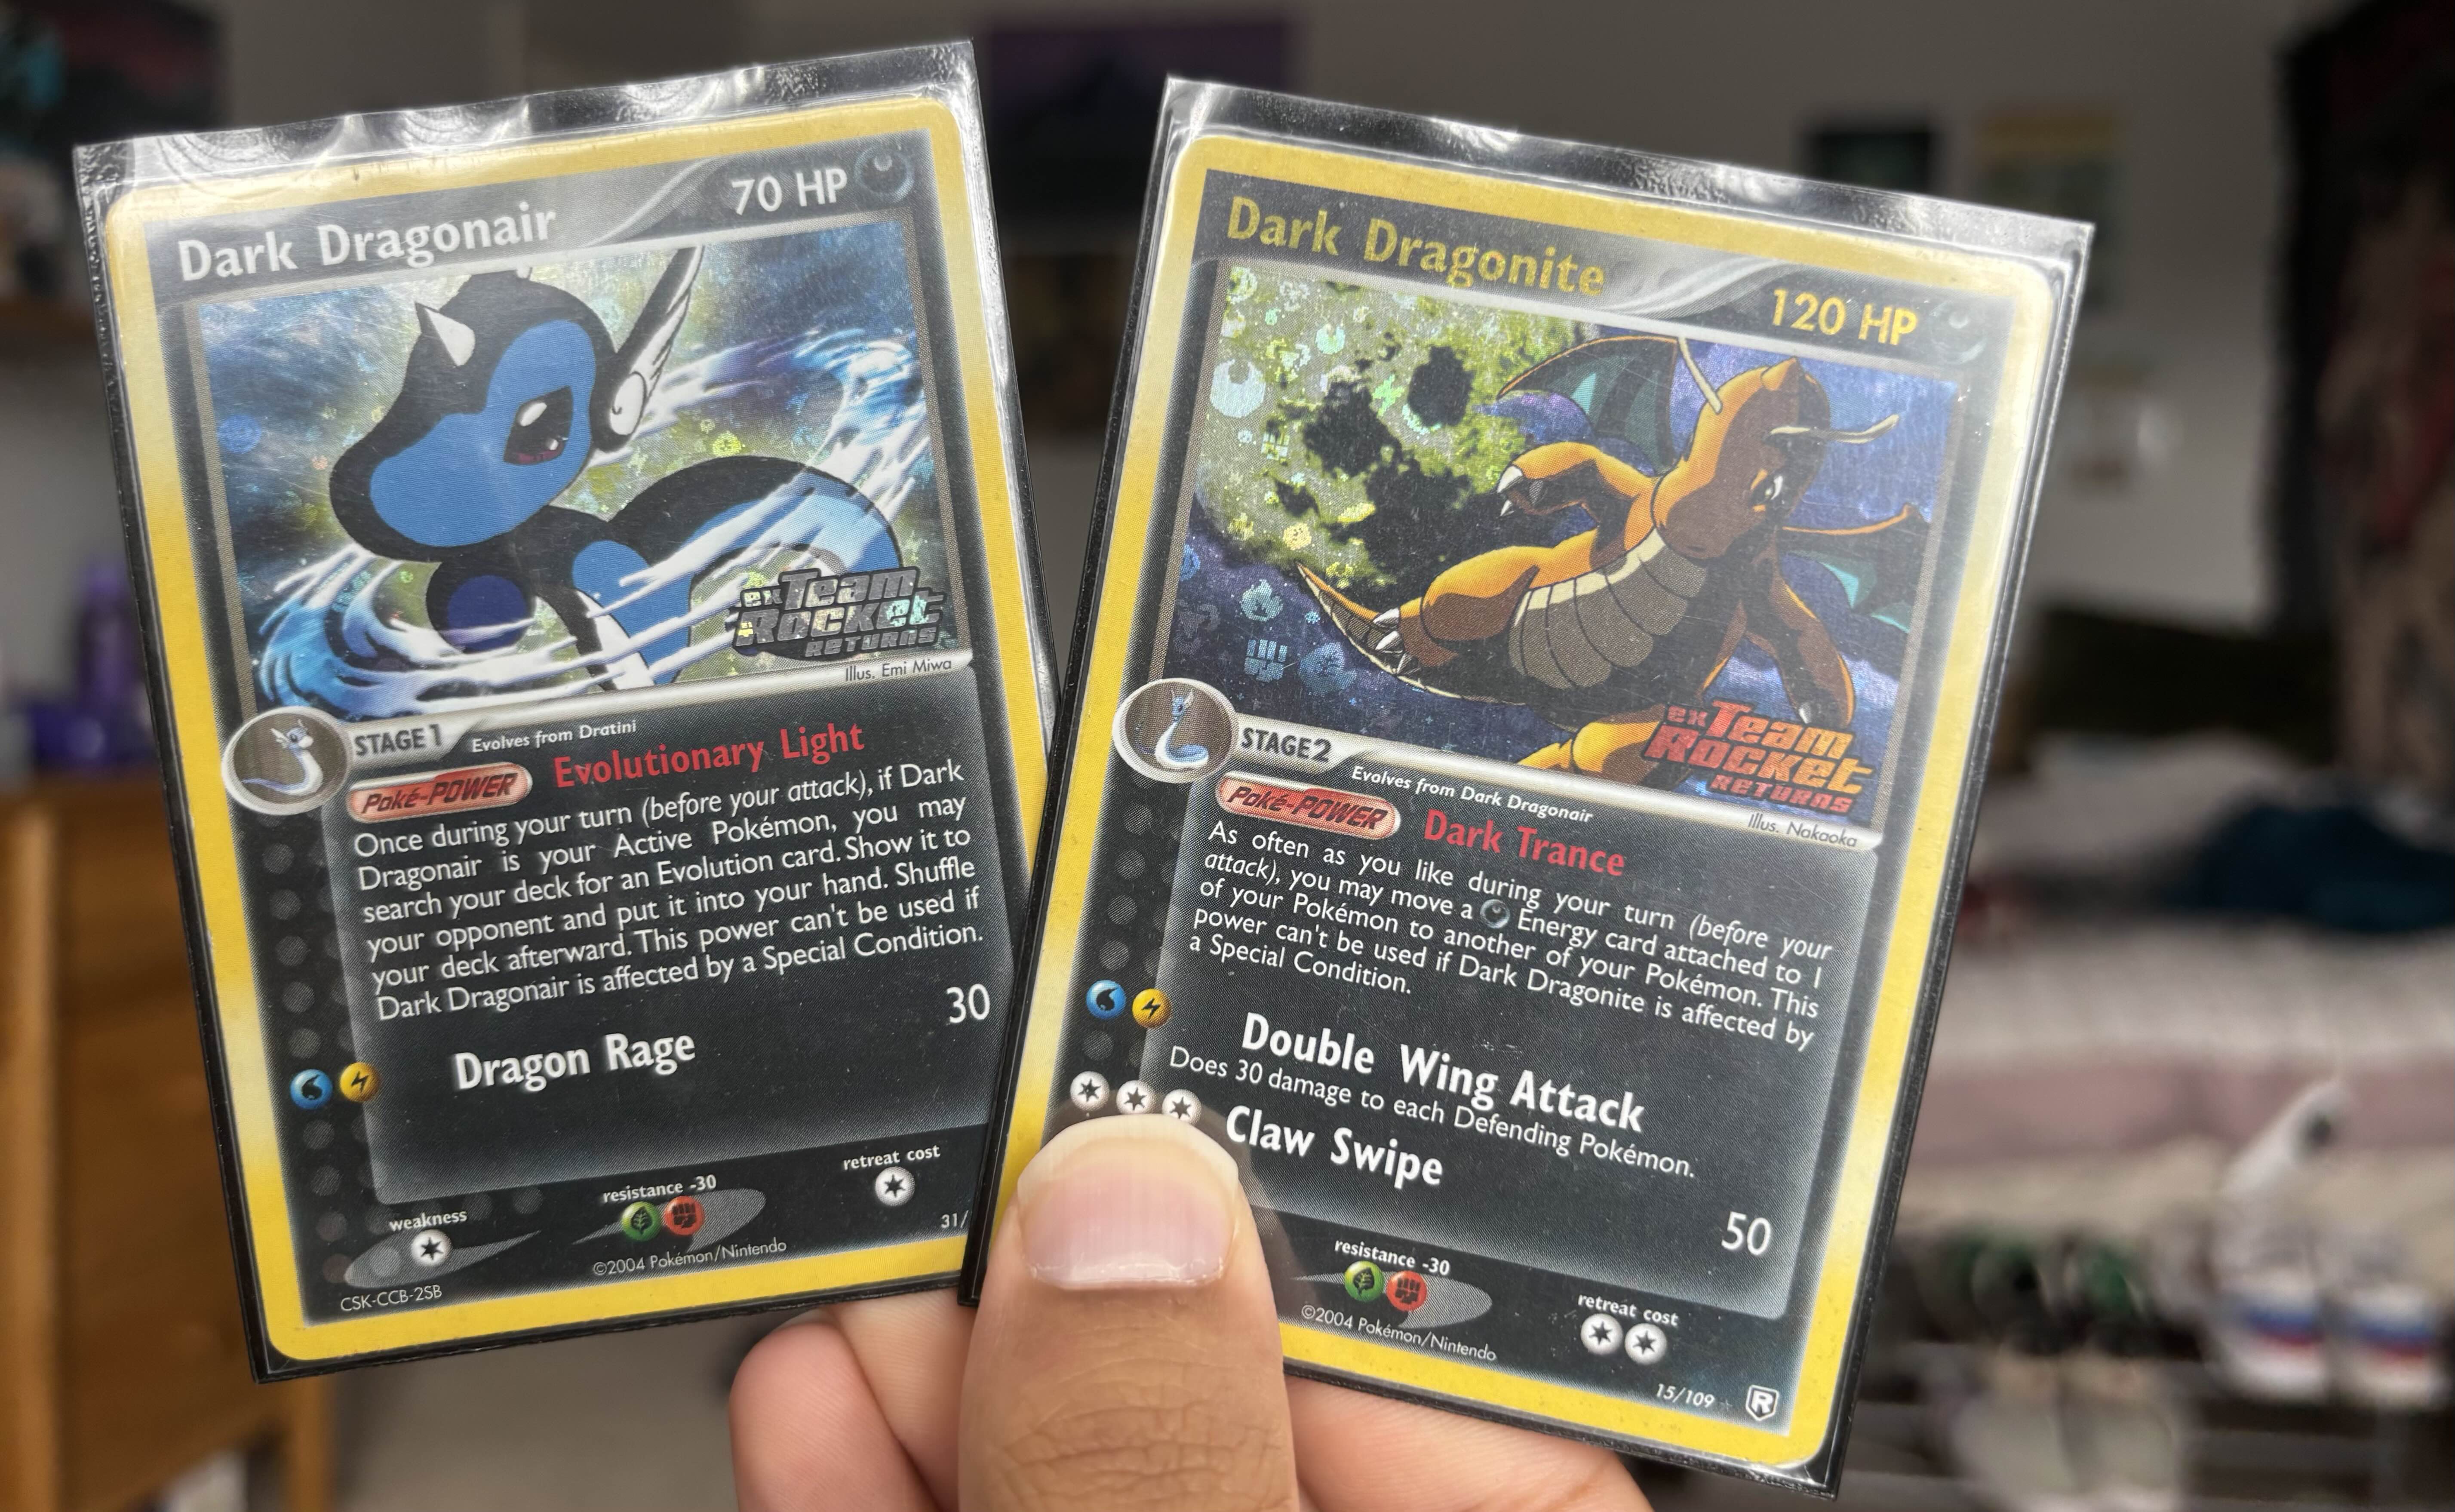 Dark Dragonair
70 HP
ex Team
Rocket
RETURNS
Illus. Emi Miwa
STAGE 1
Evolves from Dratini
Poké-POWER
Evolutionary Light
Once during your turn (before your attack), if Dark
Dragonair is your Active Pokémon, you may
search your deck for an Evolution card. Show it to
your opponent and put it into your hand. Shuffle
your deck afterward. This power can't be used if
Dark Dragonair is affected by a Special Condition.
Dragon Rage
30
weakness
resistance -30
retreat cost
31/
CSK-CCB-2SB
©2004 Pokémon/Nintendo
Dark Dragonite
120 HP
ex Team
Rocket
RETURNS
Illus. Nakaoka
STAGE 2
Evolves from Dark Dragonair
Poké-POWER
Dark Trance
As often as you like during your turn (before your
attack), you may move a Energy card attached to 1
of your Pokémon to another of your Pokémon. This
power can't be used if Dark Dragonite is affected by
a Special Condition.
Double Wing Attack
Does 30 damage to each Defending Pokémon.
Claw Swipe
50
resistance -30
retreat cost
©2004 Pokémon/Nintendo
15/109
R